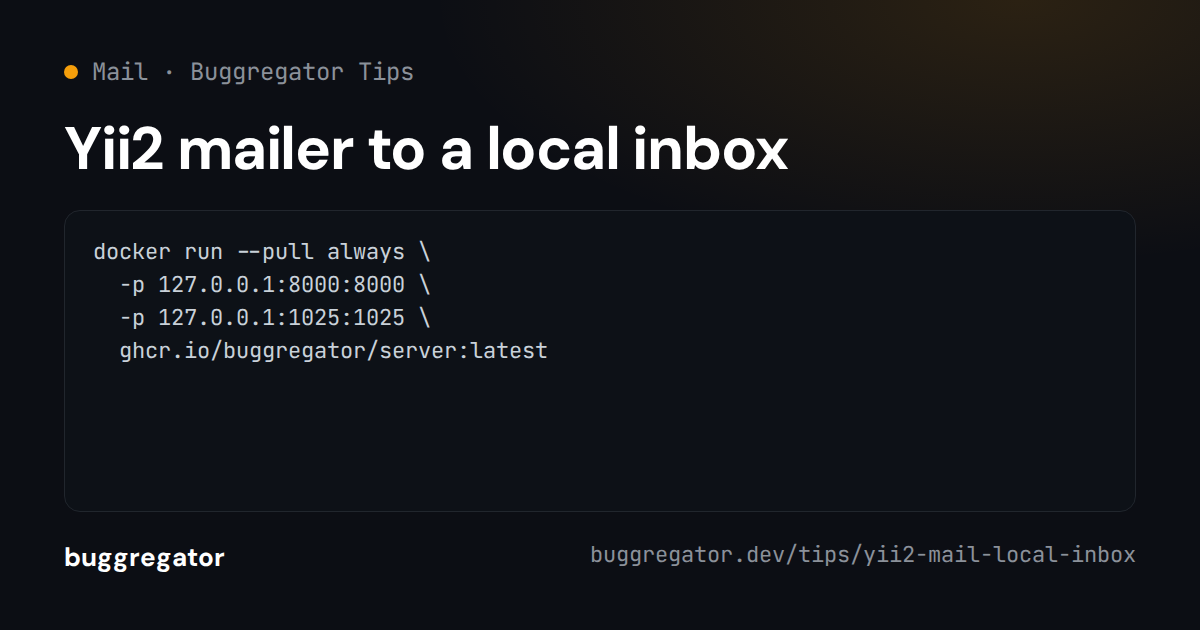 Mail · Buggregator Tips
Yii2 mailer to a local inbox
docker run --pull always \
  -p 127.0.0.1:8000:8000 \
  -p 127.0.0.1:1025:1025 \
  ghcr.io/buggregator/server:latest
buggregator
buggregator.dev/tips/yii2-mail-local-inbox